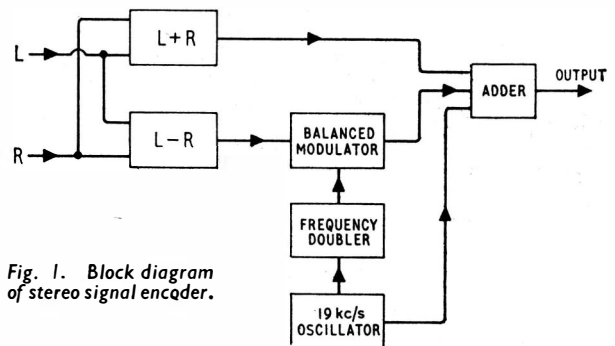 L
R
L+R
L−R
BALANCED
MODULATOR
FREQUENCY
DOUBLER
19 kc/s
OSCILLATOR
ADDER
OUTPUT
Fig. 1. Block diagram
of stereo signal encoder.